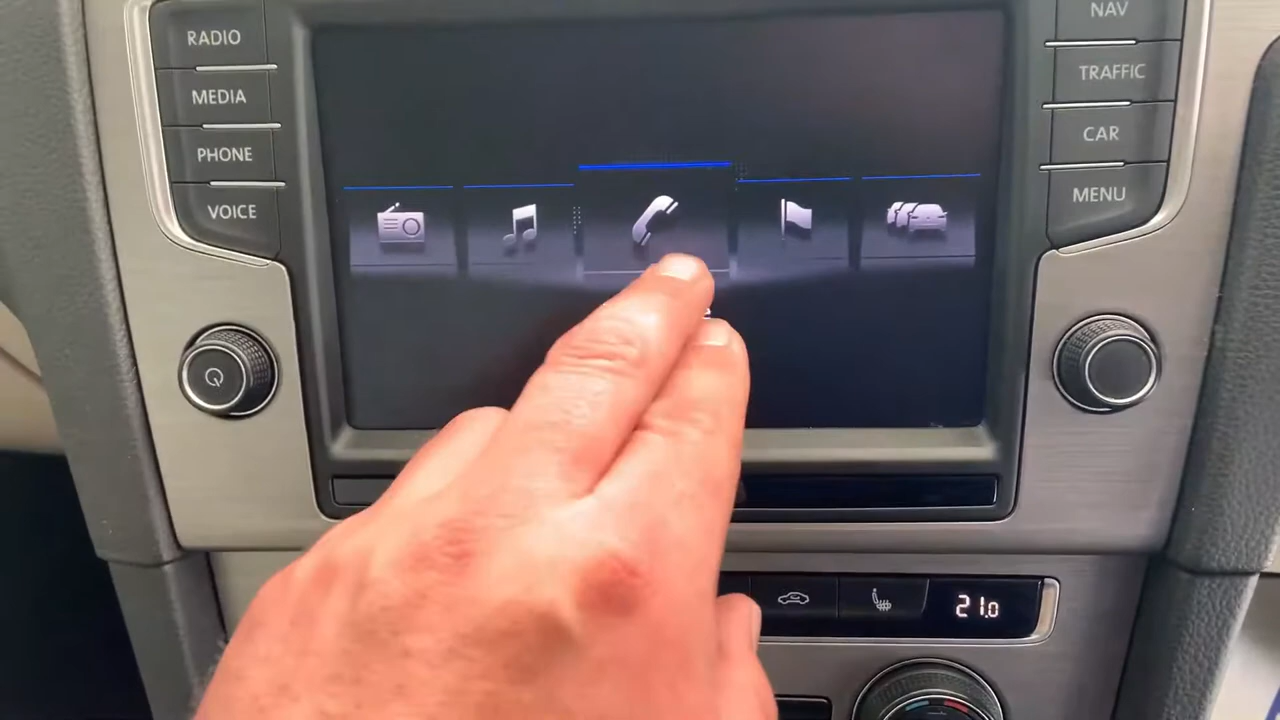 RADIO
MEDIA
PHONE
VOICE
NAV
TRAFFIC
CAR
MENU
21.0